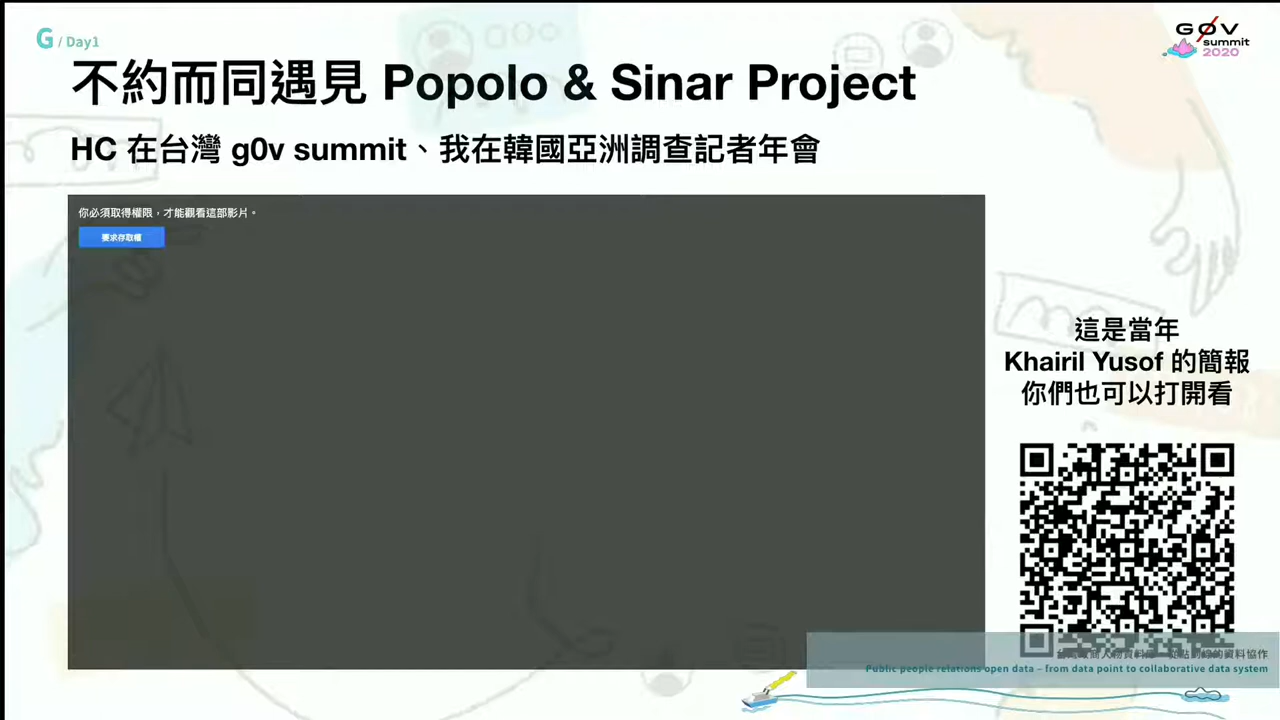 G / Day1
G0V
summit
2020
不約而同遇見 Popolo & Sinar Project
HC 在台灣 g0v summit、我在韓國亞洲調查記者年會
你必須取得權限，才能觀看這部影片。
要求存取權
這是當年
Khairil Yusof 的簡報
你們也可以打開看
資料協作
Public people relations open data – from data point to collaborative data system